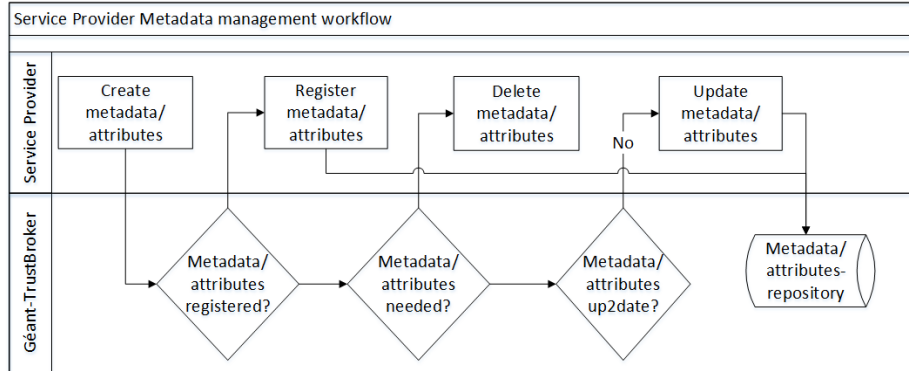 Service Provider Metadata management workflow
Service Provider
Create
metadata/
attributes
Register
metadata/
attributes
Delete
metadata/
attributes
Update
metadata/
attributes
No
Géant-TrustBroker
Metadata/
attributes
registered?
Metadata/
attributes
needed?
Metadata/
attributes
up2date?
Metadata/
attributes-
repository